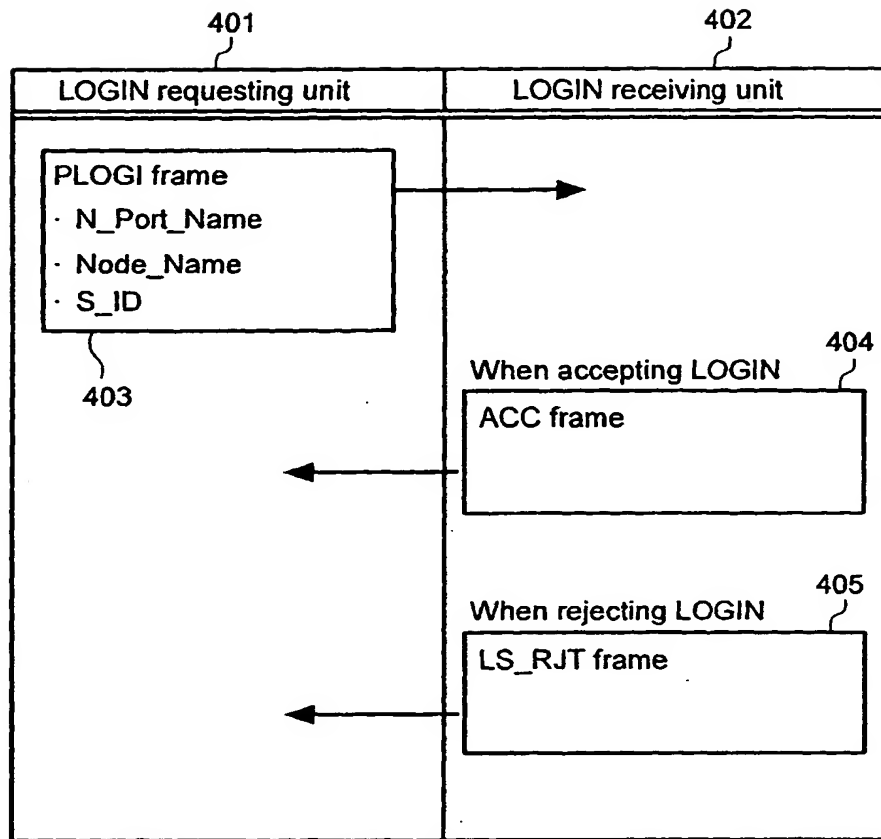 401
402
LOGIN requesting unit
LOGIN receiving unit
PLOGI frame
· N_Port_Name
· Node_Name
· S_ID
403
When accepting LOGIN
404
ACC frame
When rejecting LOGIN
405
LS_RJT frame